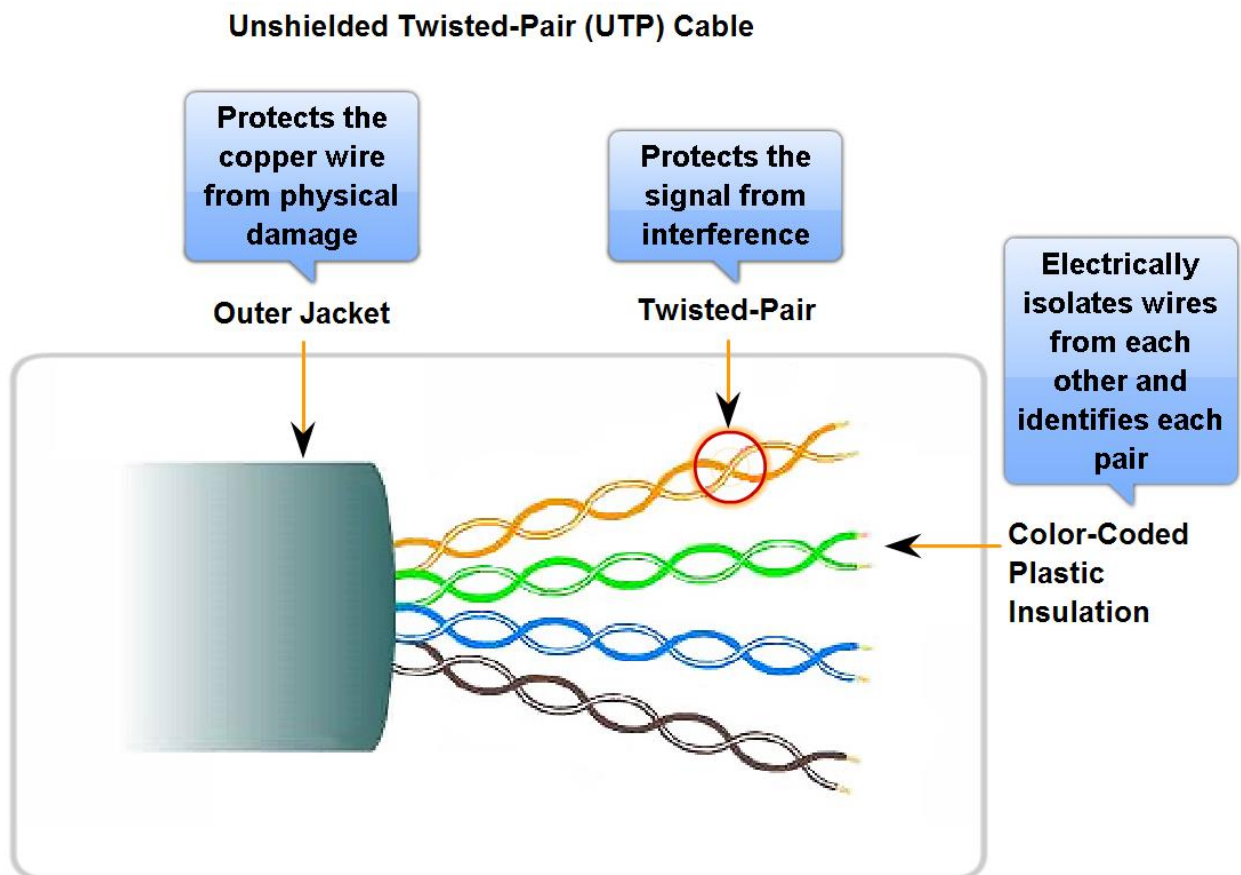 Unshielded Twisted-Pair (UTP) Cable
Protects the
copper wire
from physical
damage
Outer Jacket
Protects the
signal from
interference
Twisted-Pair
Electrically
isolates wires
from each
other and
identifies each
pair
Color-Coded
Plastic
Insulation